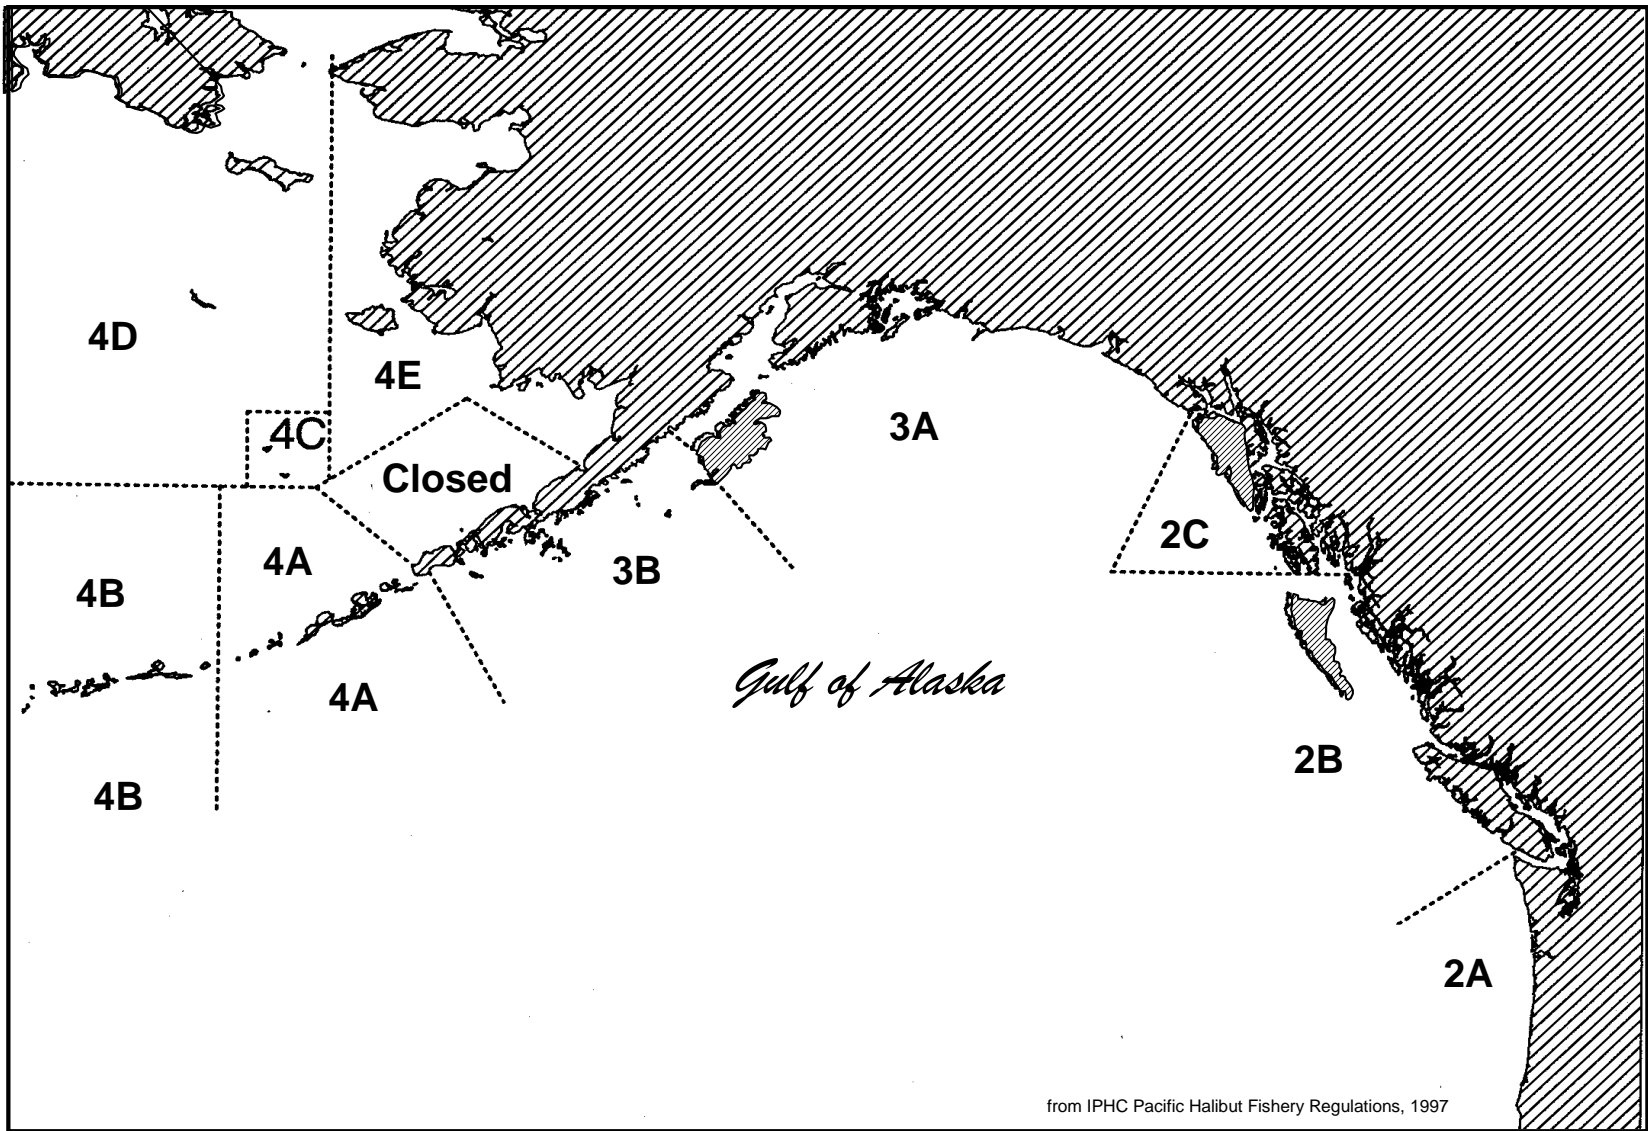 4D
4E
4C
3A
Closed
2C
4A
3B
4B
Gulf of Alaska
4A
2B
4B
2A
from IPHC Pacific Halibut Fishery Regulations, 1997